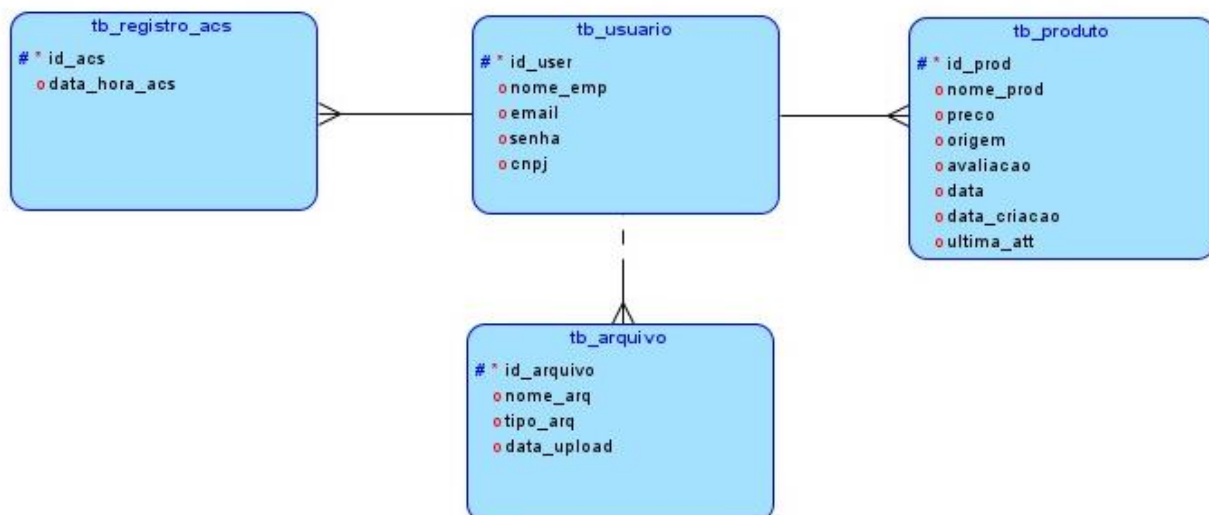 tb_registro_acs
# * id_acs
o data_hora_acs
tb_usuario
# * id_user
o nome_emp
o email
o senha
o cnpj
tb_produto
# * id_prod
o nome_prod
o preco
o origem
o avaliacao
o data
o data_criacao
o ultima_att
tb_arquivo
# * id_arquivo
o nome_arq
o tipo_arq
o data_upload